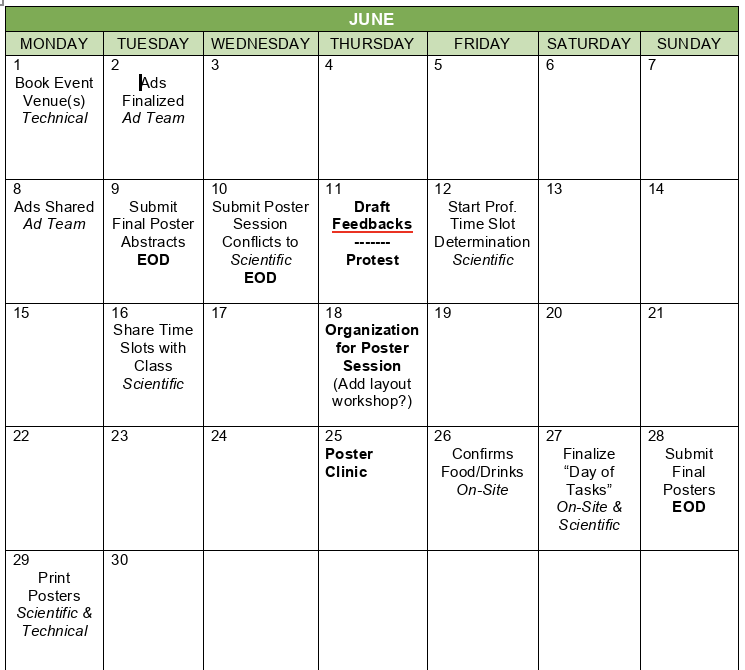 JUNE
MONDAY TUESDAY WEDNESDAY THURSDAY FRIDAY SATURDAY SUNDAY
1
Book Event
Venue(s)
Technical
2
Ads
Finalized
Ad Team
3
4
5
6
7
8
Ads Shared
Ad Team
9
Submit
Final Poster
Abstracts
EOD
10
Submit Poster
Session
Conflicts to
Scientific
EOD
11
Draft
Feedbacks
-------
Protest
12
Start Prof.
Time Slot
Determination
Scientific
13
14
15
16
Share Time
Slots with
Class
Scientific
17
18
Organization
for Poster
Session
(Add layout
workshop?)
19
20
21
22
23
24
25
Poster
Clinic
26
Confirms
Food/Drinks
On-Site
27
Finalize
“Day of
Tasks”
On-Site &
Scientific
28
Submit
Final
Posters
EOD
29
Print
Posters
Scientific &
Technical
30